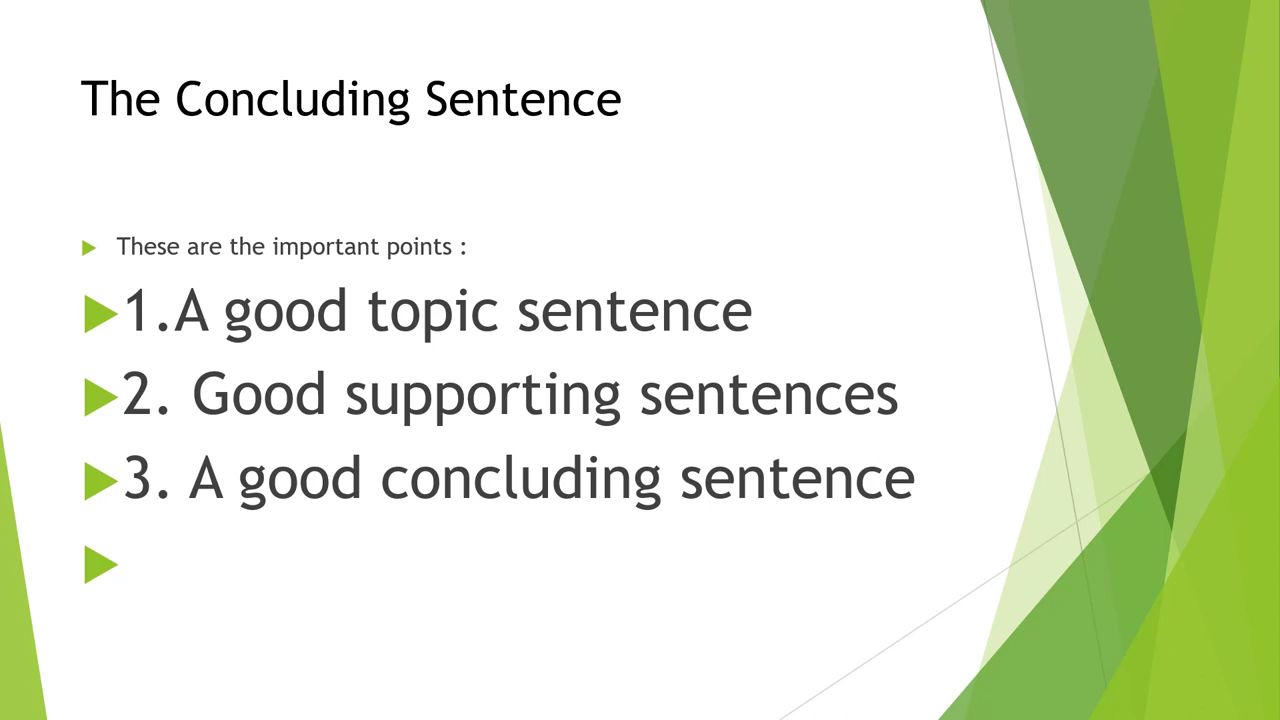 The Concluding Sentence
These are the important points :
1.A good topic sentence
2. Good supporting sentences
3. A good concluding sentence